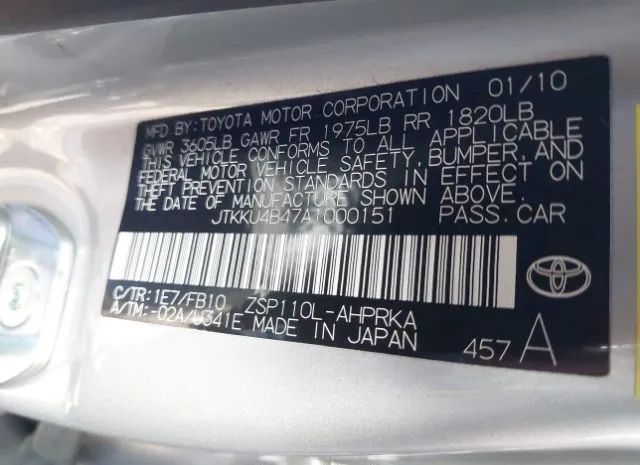 MFD.BY:TOYOTA MOTOR CORPORATION 01/10
GVWR 3605LB GAWR FR 1975LB RR 1820LB
THIS VEHICLE CONFORMS TO ALL APPLICABLE
FEDERAL MOTOR VEHICLE SAFETY, BUMPER, AND
THEFT PREVENTION STANDARDS IN EFFECT ON
THE DATE OF MANUFACTURE SHOWN ABOVE.
JTKKU4B47A1000151 PASS.CAR
C/TR: 1E7/FB10 ZSP110L-AHPRKA
A/TM: -02A/U341E MADE IN JAPAN
457 A